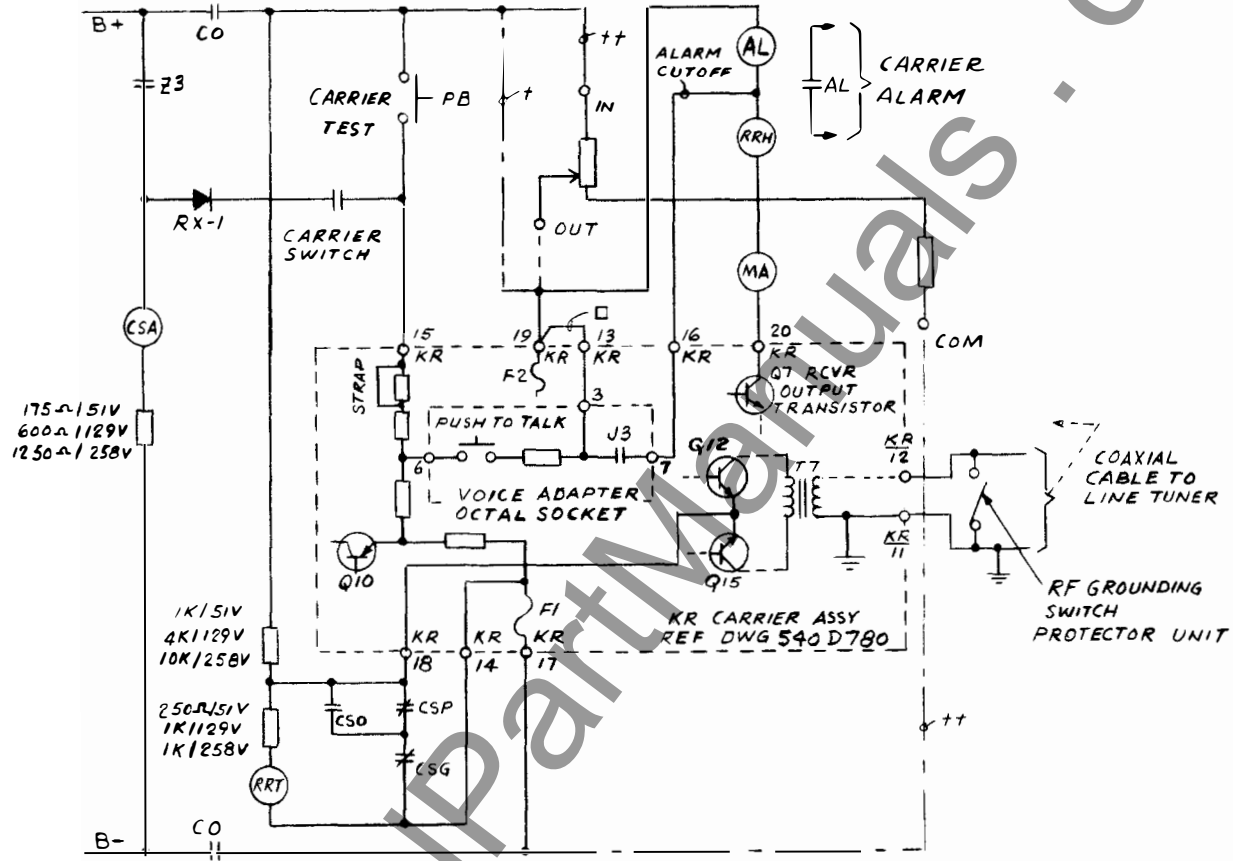 B+
CO
Z3
CARRIER
TEST
PB
†
††
IN
ALARM
CUTOFF
AL
AL
CARRIER
ALARM
RRH
RX-1
CARRIER
SWITCH
OUT
MA
CSA
15
KR
19
KR
13
KR
16
KR
20
KR
COM
175Ω/51V
600Ω/129V
1250Ω/258V
STRAP
F2
Q7 RCVR
OUTPUT
TRANSISTOR
3
PUSH TO TALK
J3
6
7
VOICE ADAPTER
OCTAL SOCKET
Q12
T7
KR
12
KR
11
COAXIAL
CABLE TO
LINE TUNER
Q10
Q15
RF GROUNDING
SWITCH
PROTECTOR UNIT
F1
KR CARRIER ASSY
REF DWG 540D780
1K/51V
4K/129V
10K/258V
KR
18
KR
14
KR
17
250Ω/51V
1K/129V
1K/258V
CSO
CSP
CSG
RRT
††
B-
CO